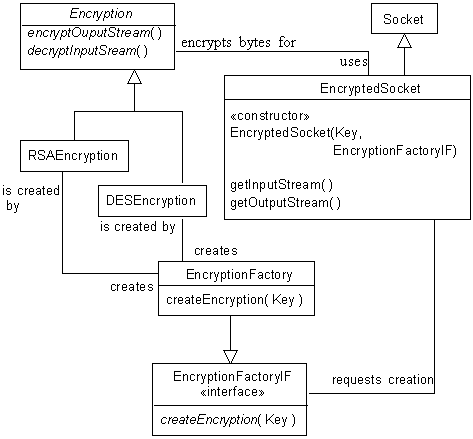 Encryption
encryptOuputStream( )
decryptInputSream( )
Socket
encrypts bytes for
uses
EncryptedSocket
«constructor»
EncryptedSocket(Key,
EncryptionFactoryIF)
getInputStream( )
getOutputStream( )
RSAEncryption
is created
by
DESEncryption
is created by
creates
creates
EncryptionFactory
createEncryption( Key )
EncryptionFactoryIF
«interface»
createEncryption( Key )
requests creation